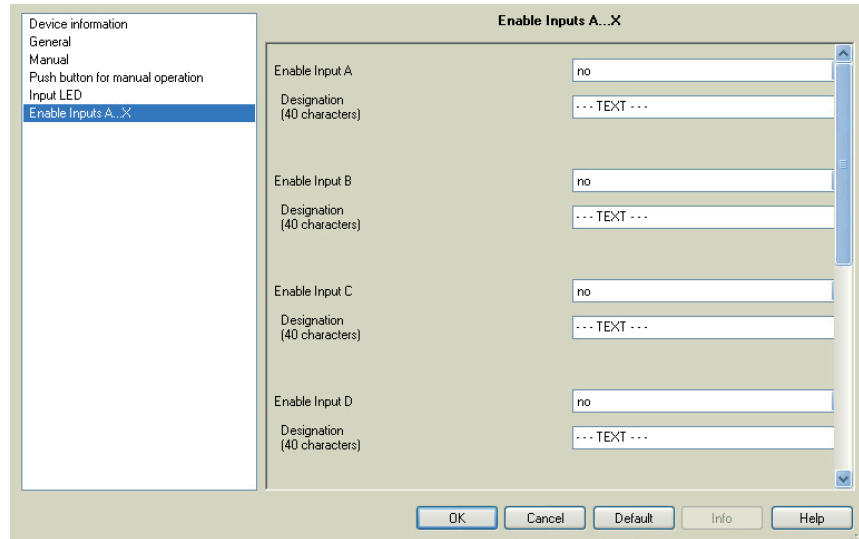 Enable Inputs A...X
Device information
General
Manual
Push button for manual operation
Input LED
Enable Inputs A...X
Enable Input A
no
Designation
(40 characters)
--- TEXT ---
Enable Input B
no
Designation
(40 characters)
--- TEXT ---
Enable Input C
no
Designation
(40 characters)
--- TEXT ---
Enable Input D
no
Designation
(40 characters)
--- TEXT ---
OK
Cancel
Default
Info
Help